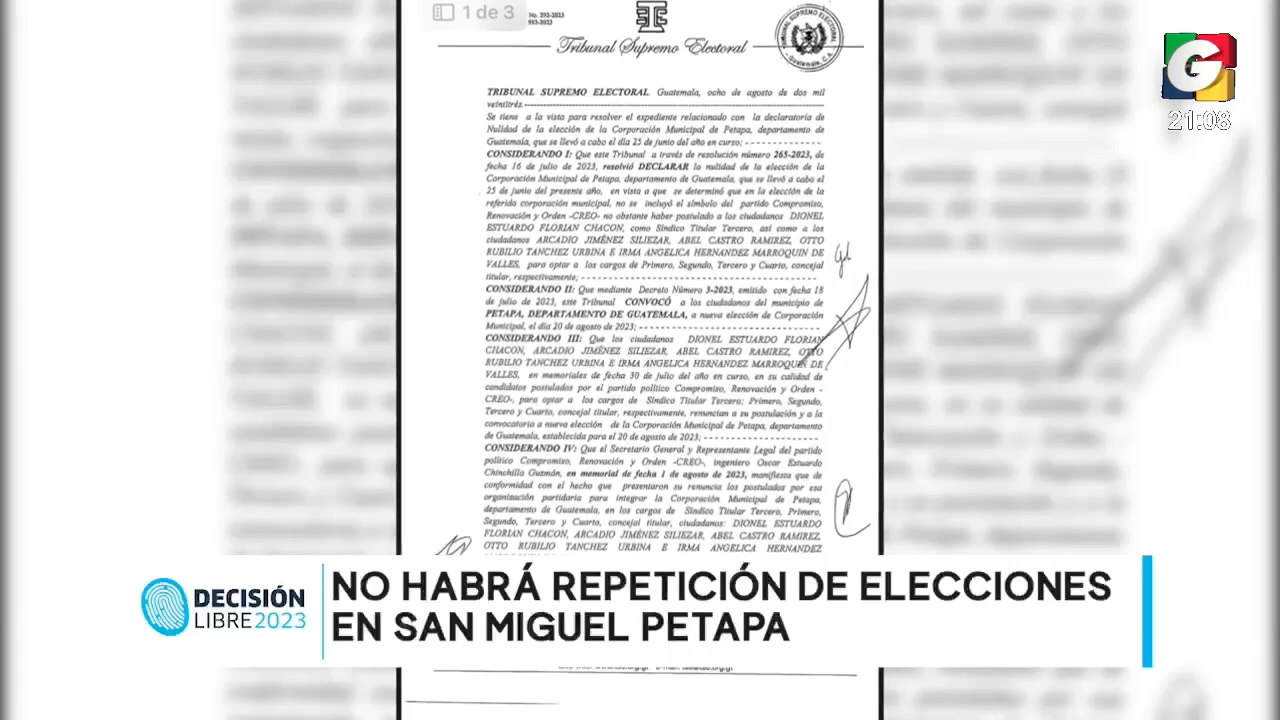 1 de 3
No. 292-2023
993-2023
Tribunal Supremo Electoral
TRIBUNAL SUPREMO ELECTORAL
Guatemala, C.A.
G
21:08
TRIBUNAL SUPREMO ELECTORAL Guatemala, ocho de agosto de dos mil
veintitrés.
Se tiene a la vista para resolver el expediente relacionado con la declaratoria de
Nulidad de la elección de la Corporación Municipal de Petapa, departamento de
Guatemala, que se llevó a cabo el día 25 de junio del año en curso;
CONSIDERANDO I: Que este Tribunal a través de resolución número 265-2023, de
fecha 16 de julio de 2023, resolvió DECLARAR la nulidad de la elección de la
Corporación Municipal de Petapa, departamento de Guatemala, que se llevó a cabo el
25 de junio del presente año, en vista a que se determinó que en la elección de la
referida corporación municipal, no se incluyó el símbolo del partido Compromiso,
Renovación y Orden -CREO- no obstante haber postulado a los ciudadanos DIONEL
ESTUARDO FLORIAN CHACON, como Síndico Titular Tercero, así como a los
ciudadanos ARCADIO JIMÉNEZ SILIEZAR, ABEL CASTRO RAMIREZ, OTTO
RUBILIO TANCHEZ URBINA E IRMA ANGELICA HERNANDEZ MARROQUIN DE
VALLES, para optar a los cargos de Primero, Segundo, Tercero y Cuarto, concejal
titular, respectivamente;
CONSIDERANDO II: Que mediante Decreto Número 3-2023, emitido con fecha 18
de julio de 2023, este Tribunal CONVOCÓ a los ciudadanos del municipio de
PETAPA, DEPARTAMENTO DE GUATEMALA, a nueva elección de Corporación
Municipal, el día 20 de agosto de 2023;
CONSIDERANDO III: Que los ciudadanos DIONEL ESTUARDO FLORIAN
CHACON, ARCADIO JIMÉNEZ SILIEZAR, ABEL CASTRO RAMIREZ, OTTO
RUBILIO TANCHEZ URBINA E IRMA ANGELICA HERNANDEZ MARROQUIN DE
VALLES, en memoriales de fecha 30 de julio del año en curso, en su calidad de
candidatos postulados por el partido político Compromiso, Renovación y Orden -
CREO-, para optar a los cargos de Síndico Titular Tercero; Primero, Segundo,
Tercero y Cuarto, concejal titular, respectivamente, renuncian a su postulación y a la
convocatoria a nueva elección de la Corporación Municipal de Petapa, departamento
de Guatemala, establecida para el 20 de agosto de 2023;
CONSIDERANDO IV: Que el Secretario General y Representante Legal del partido
político Compromiso, Renovación y Orden -CREO-, ingeniero Oscar Estuardo
Chinchilla Guzmán, en memorial de fecha 1 de agosto de 2023, manifiesta que de
conformidad con el hecho que presentaron su renuncia los postulados por esa
organización partidaria para integrar la Corporación Municipal de Petapa,
departamento de Guatemala, en los cargos de Síndico Titular Tercero, Primero,
Segundo, Tercero y Cuarto, concejal titular, ciudadanos: DIONEL ESTUARDO
FLORIAN CHACON, ARCADIO JIMÉNEZ SILIEZAR, ABEL CASTRO RAMIREZ,
OTTO RUBILIO TANCHEZ URBINA E IRMA ANGELICA HERNANDEZ
DECISIÓN
LIBRE2023
NO HABRÁ REPETICIÓN DE ELECCIONES
EN SAN MIGUEL PETAPA